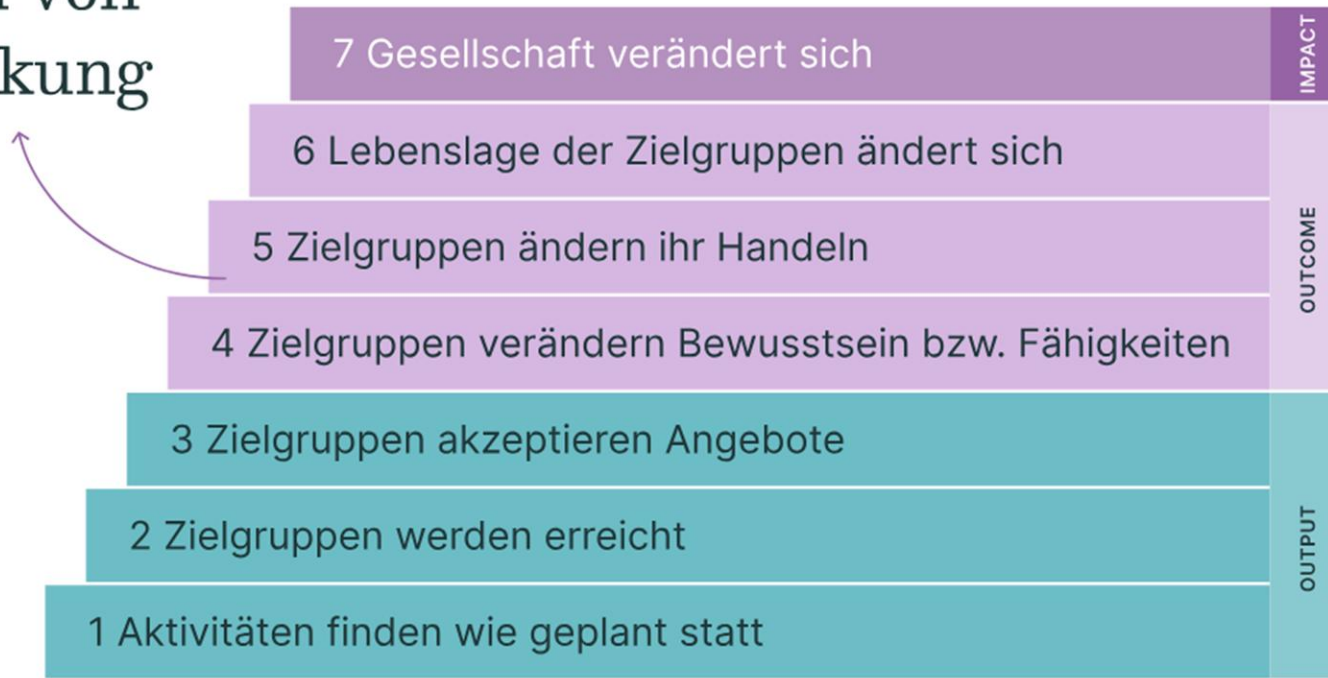 von
7 Gesellschaft verändert sich
IMPACT
6 Lebenslage der Zielgruppen ändert sich
5 Zielgruppen ändern ihr Handeln
4 Zielgruppen verändern Bewusstsein bzw. Fähigkeiten
OUTCOME
3 Zielgruppen akzeptieren Angebote
2 Zielgruppen werden erreicht
1 Aktivitäten finden wie geplant statt
OUTPUT